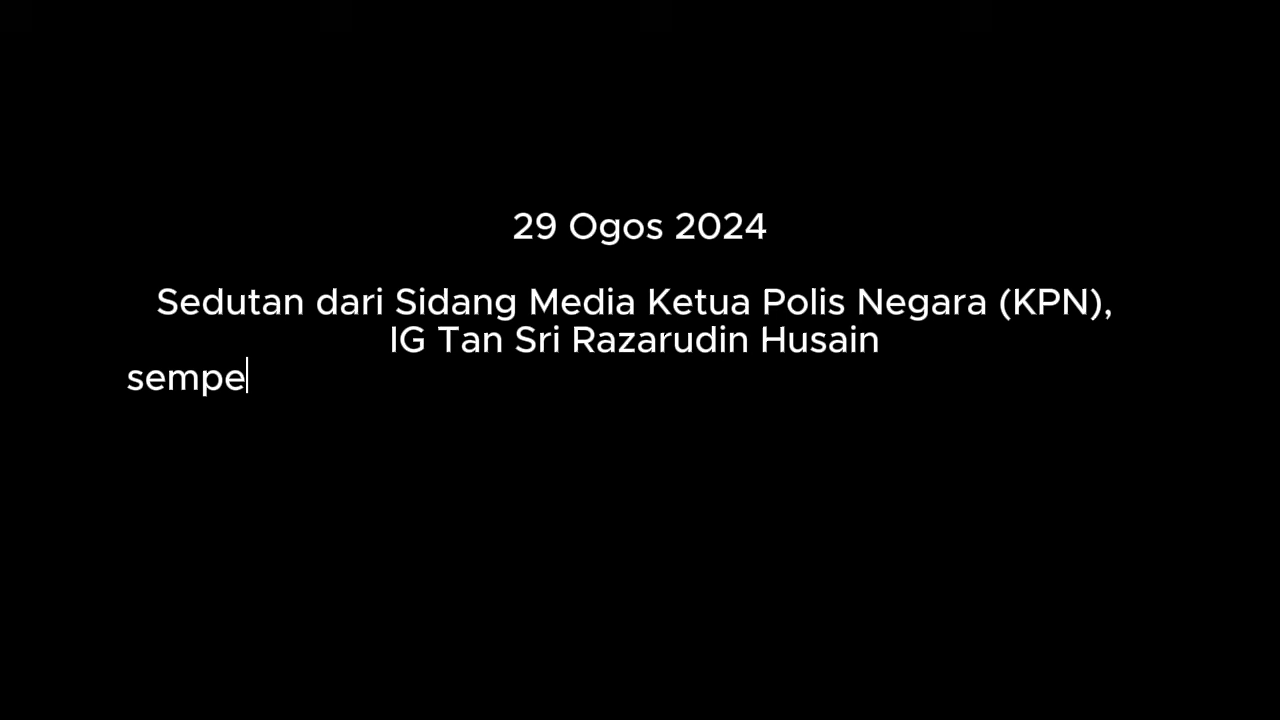 29 Ogos 2024
Sedutan dari Sidang Media Ketua Polis Negara (KPN),
IG Tan Sri Razarudin Husain
sempe